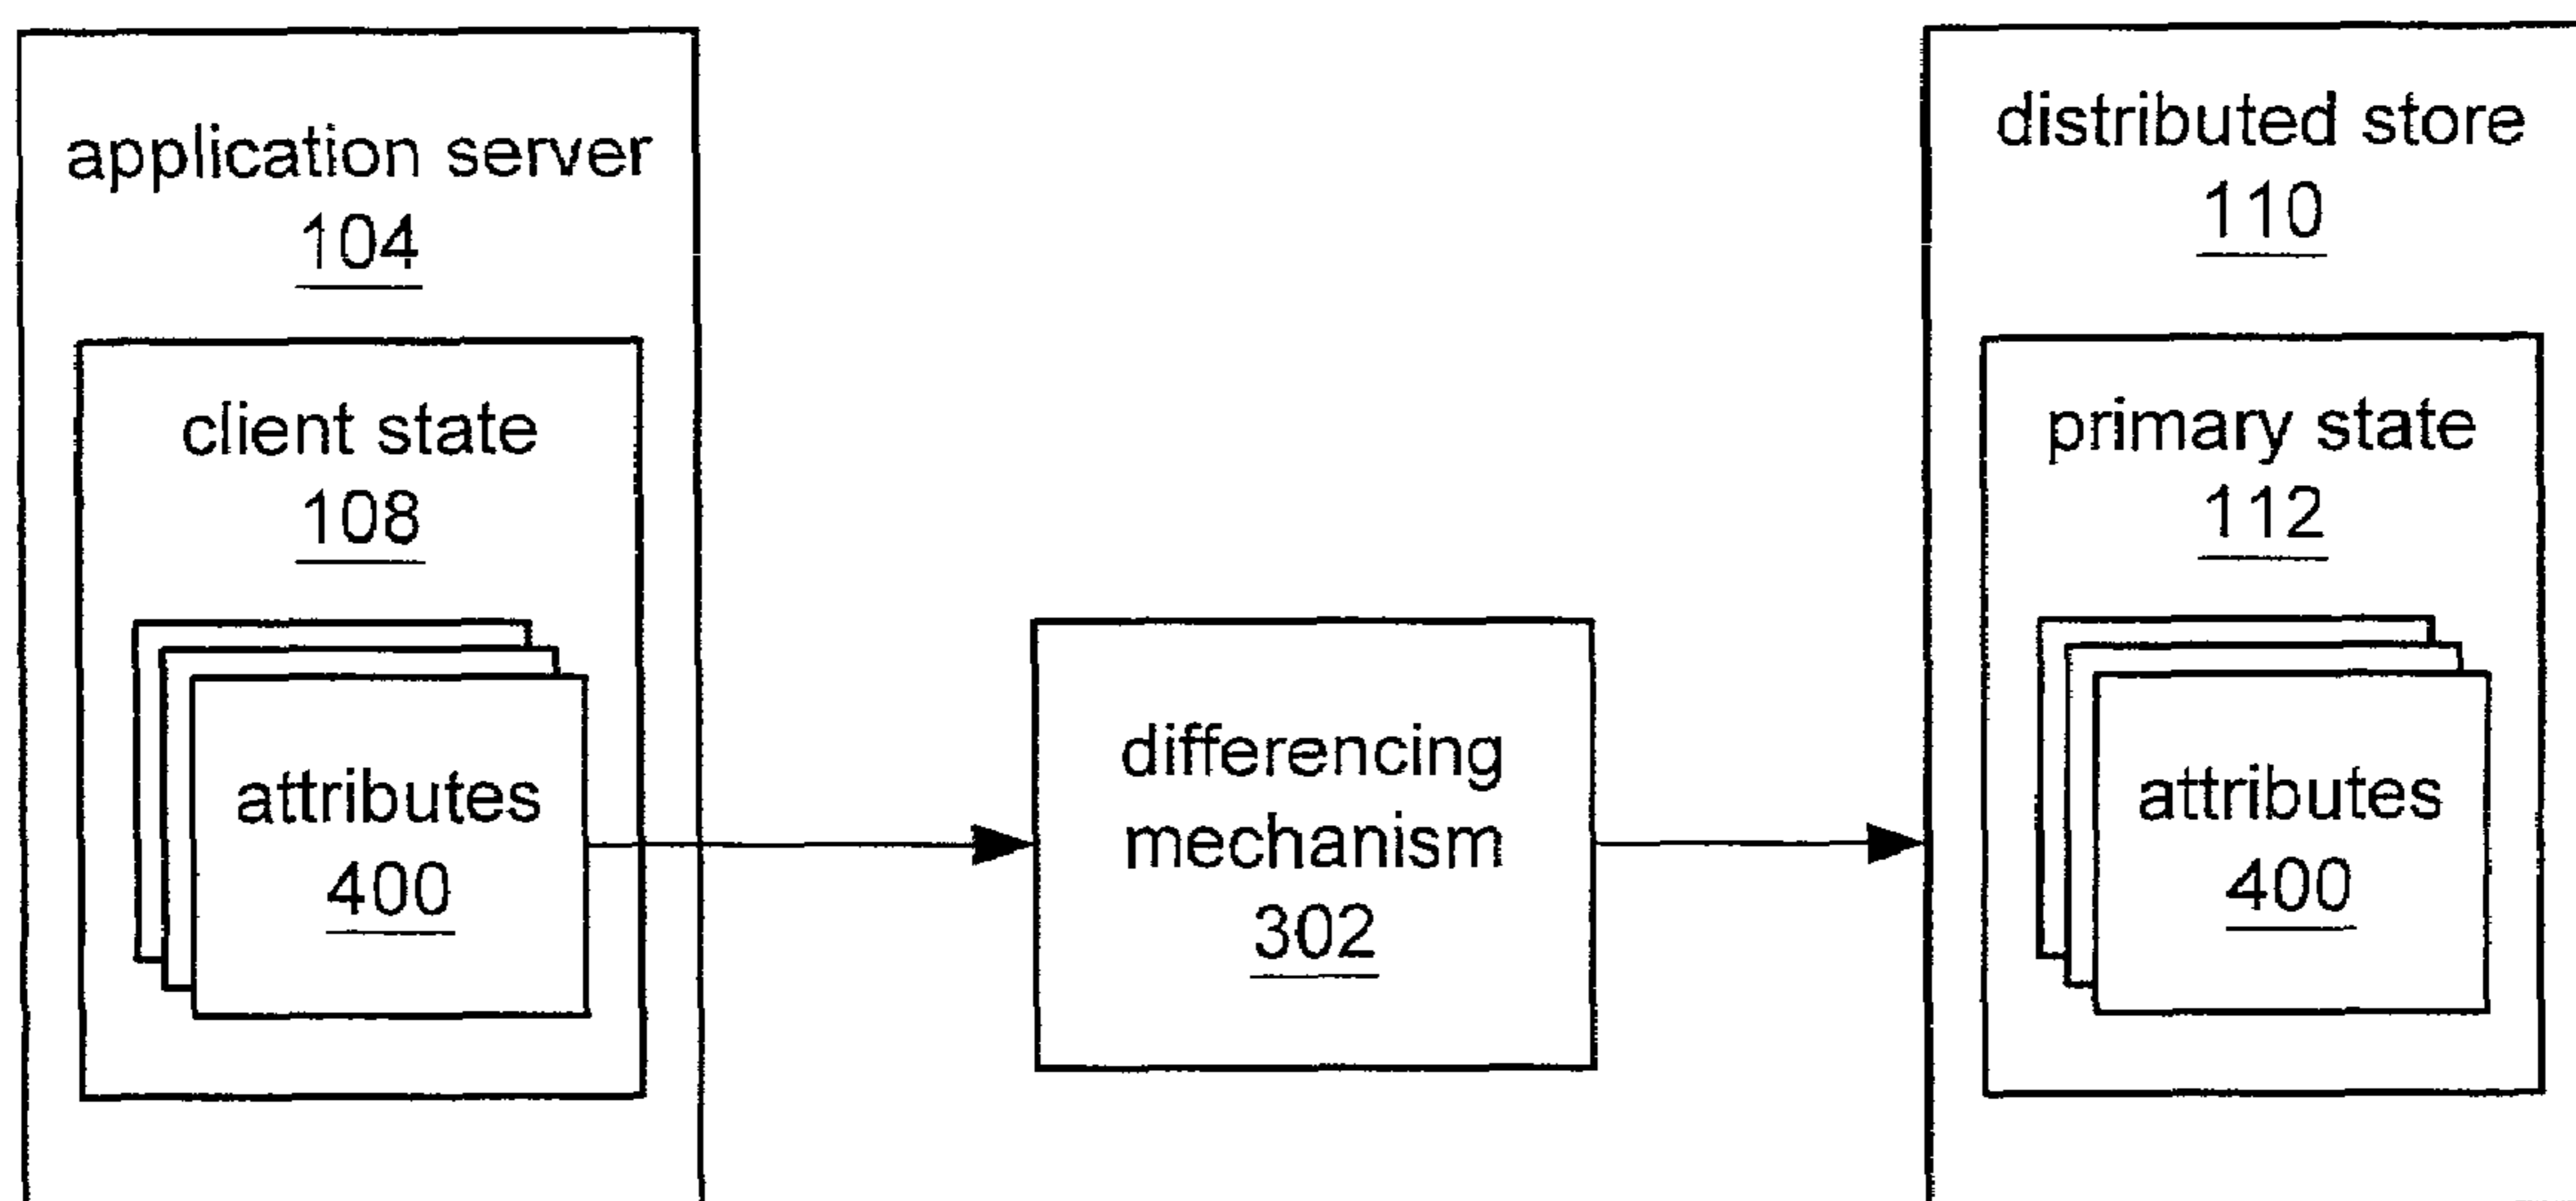 application server
104
client state
108
attributes
400
differencing
mechanism
302
distributed store
110
primary state
112
attributes
400